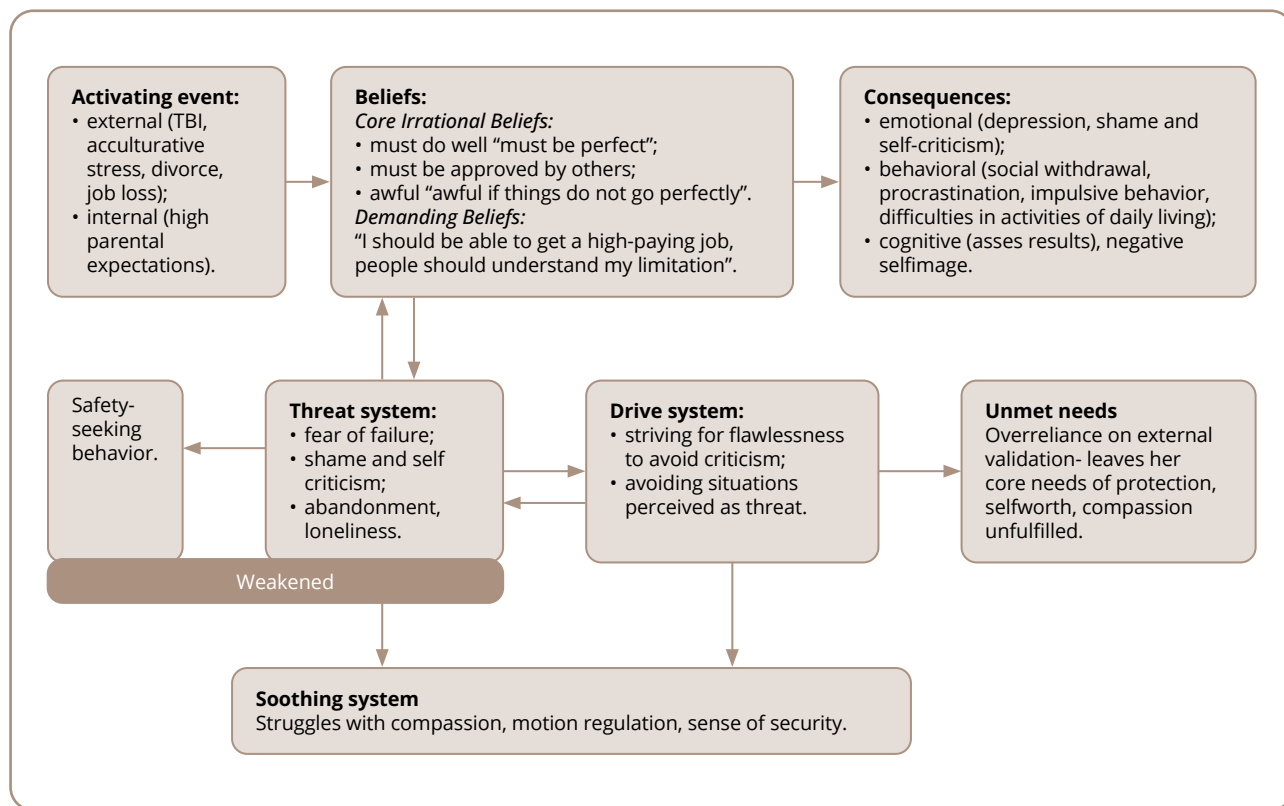 Activating event:
• external (TBI,
acculturative
stress, divorce,
job loss);
• internal (high
parental
expectations).
Beliefs:
Core Irrational Beliefs:
• must do well “must be perfect”;
• must be approved by others;
• awful “awful if things do not go perfectly”.
Demanding Beliefs:
“I should be able to get a high-paying job,
people should understand my limitation”.
Consequences:
• emotional (depression, shame and
self-criticism);
• behavioral (social withdrawal,
procrastination, impulsive behavior,
difficulties in activities of daily living);
• cognitive (asses results), negative
selfimage.
Safety-
seeking
behavior.
Threat system:
• fear of failure;
• shame and self
criticism;
• abandonment,
loneliness.
Drive system:
• striving for flawlessness
to avoid criticism;
• avoiding situations
perceived as threat.
Unmet needs
Overreliance on external
validation- leaves her
core needs of protection,
selfworth, compassion
unfulfilled.
Weakened
Soothing system
Struggles with compassion, motion regulation, sense of security.